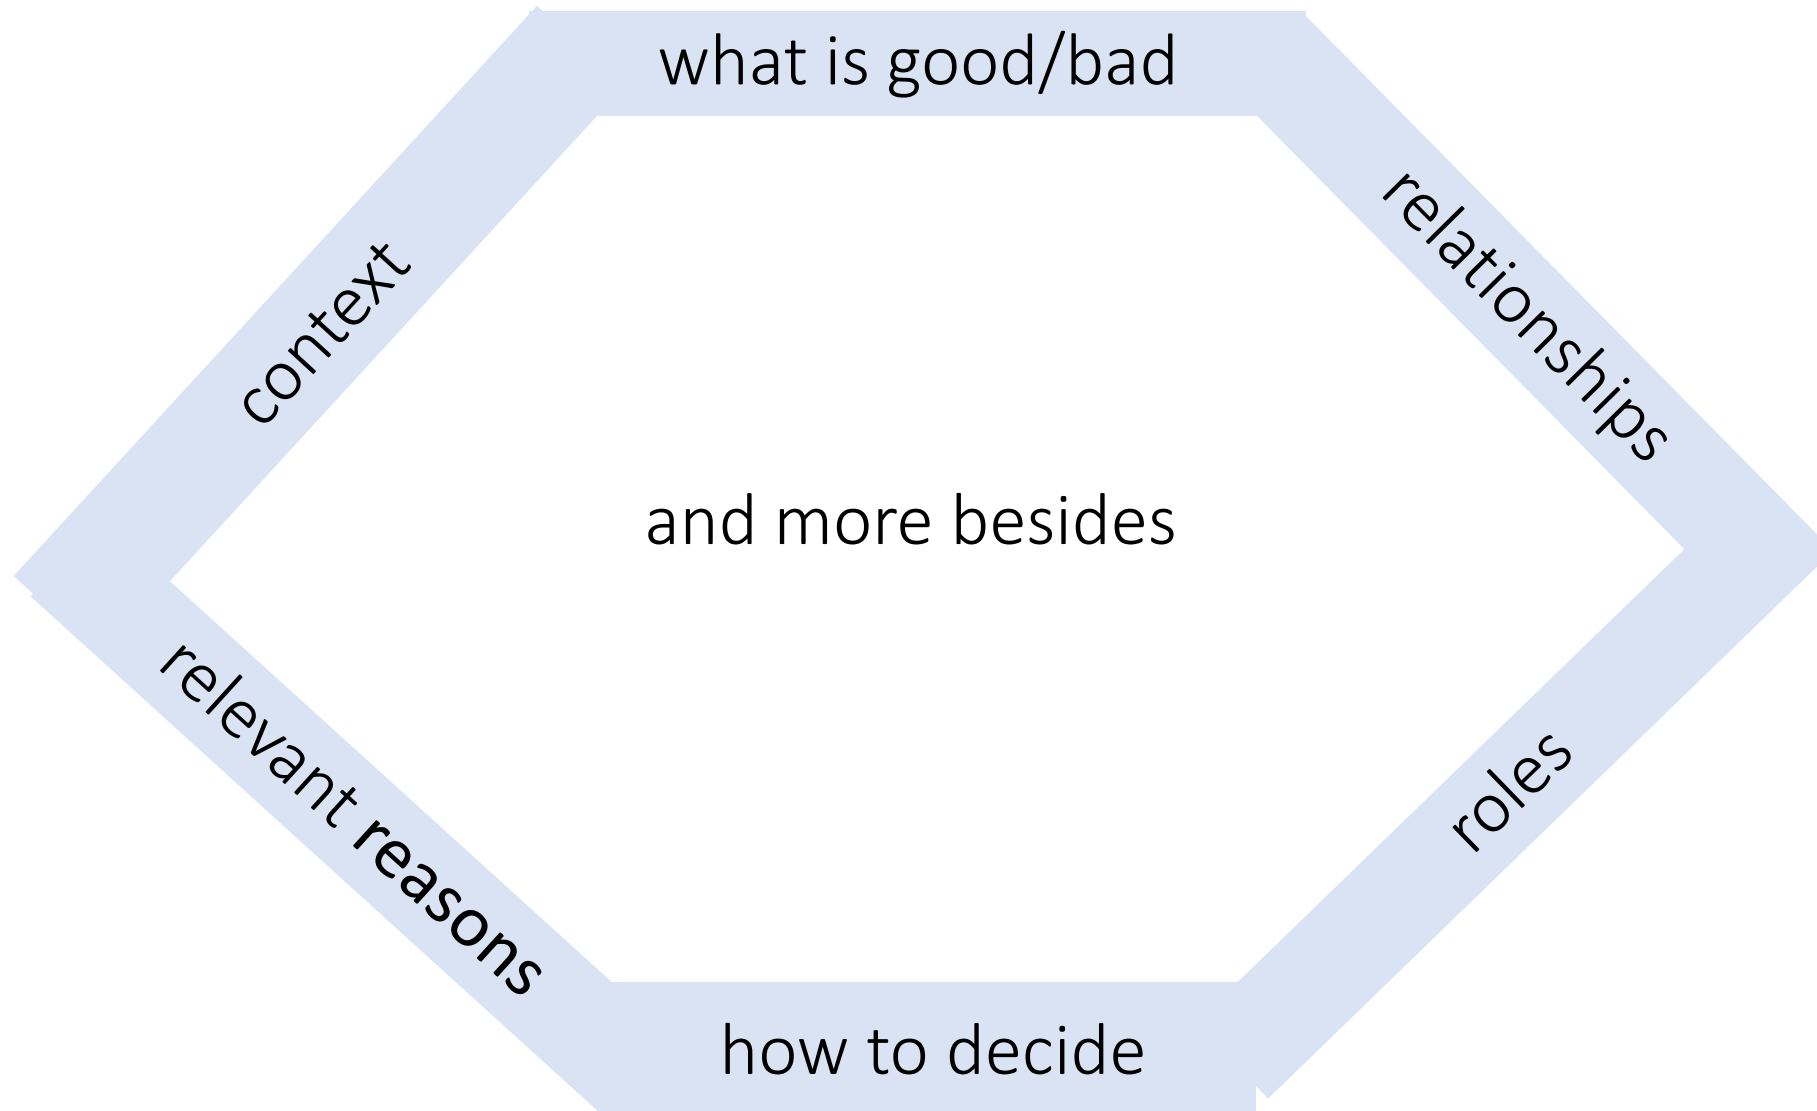 what is good/bad
relationships
context
and more besides
relevant reasons
roles
how to decide